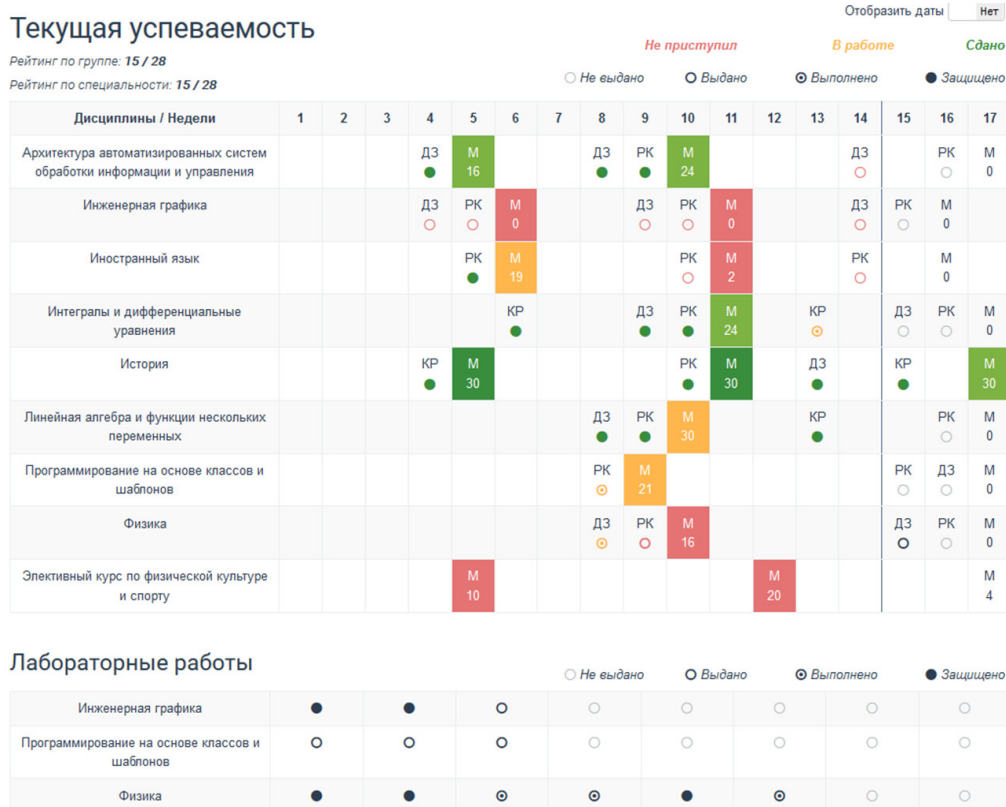 Отобразить даты Нет
Текущая успеваемость
Не приступил В работе Сдано
Рейтинг по группе: 15 / 28
Рейтинг по специальности: 15 / 28
Не выдано Выдано Выполнено Защищено
Дисциплины / Недели 1 2 3 4 5 6 7 8 9 10 11 12 13 14 15 16 17
Архитектура автоматизированных систем ДЗ М ДЗ РК М ДЗ РК М
обработки информации и управления 16 24 0
Инженерная графика ДЗ РК М ДЗ РК М ДЗ РК М
0 0 0
Иностранный язык РК М РК М РК М
19 2 0
Интегралы и дифференциальные КР ДЗ РК М КР ДЗ РК М
уравнения 24 0
История КР М РК М ДЗ КР М
30 30 30
Линейная алгебра и функции нескольких ДЗ РК М КР РК М
переменных 30 0
Программирование на основе классов и РК М РК ДЗ М
шаблонов 21 0
Физика ДЗ РК М ДЗ РК М
16 0
Элективный курс по физической культуре М М М
и спорту 10 20 4
Лабораторные работы
Не выдано Выдано Выполнено Защищено
Инженерная графика
Программирование на основе классов и
шаблонов
Физика